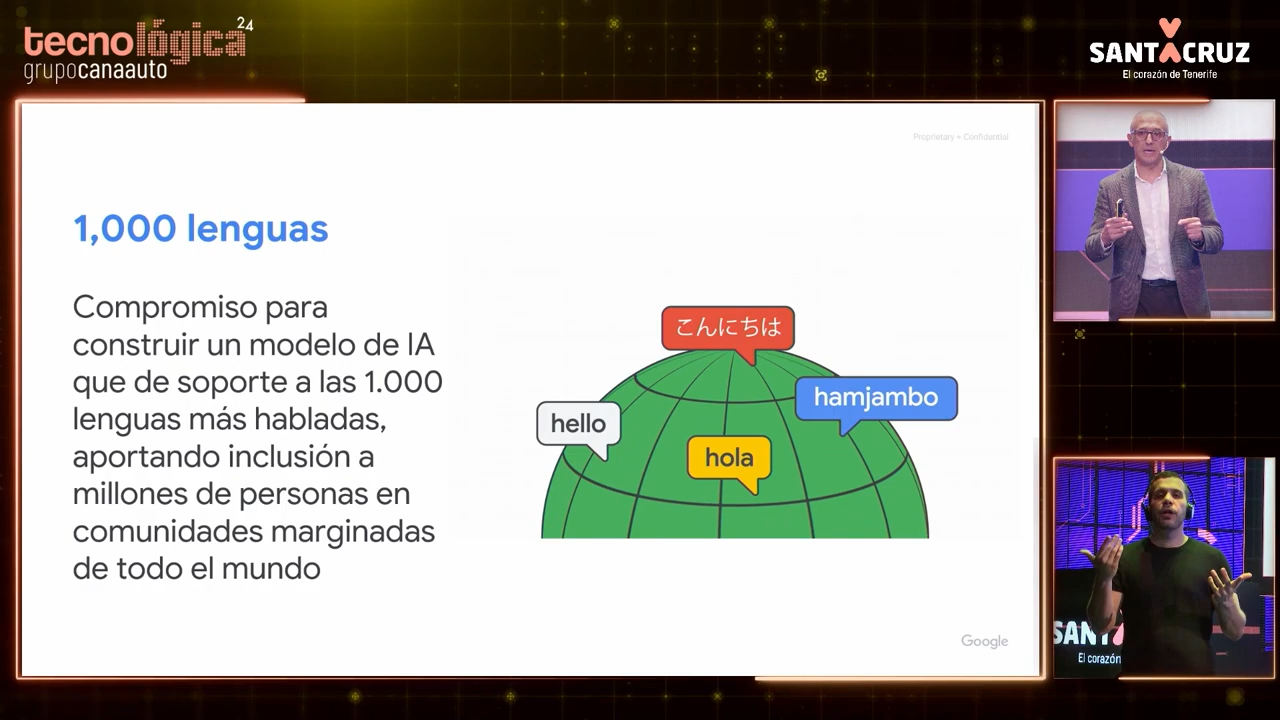 tecnológica24
grupocanaauto
SANTACRUZ
El corazón de Tenerife
Proprietary + Confidential
1,000 lenguas
Compromiso para
construir un modelo de IA
que de soporte a las 1.000
lenguas más habladas,
aportando inclusión a
millones de personas en
comunidades marginadas
de todo el mundo
こんにちは
hamjambo
hello
hola
Google
SANT
El corazón